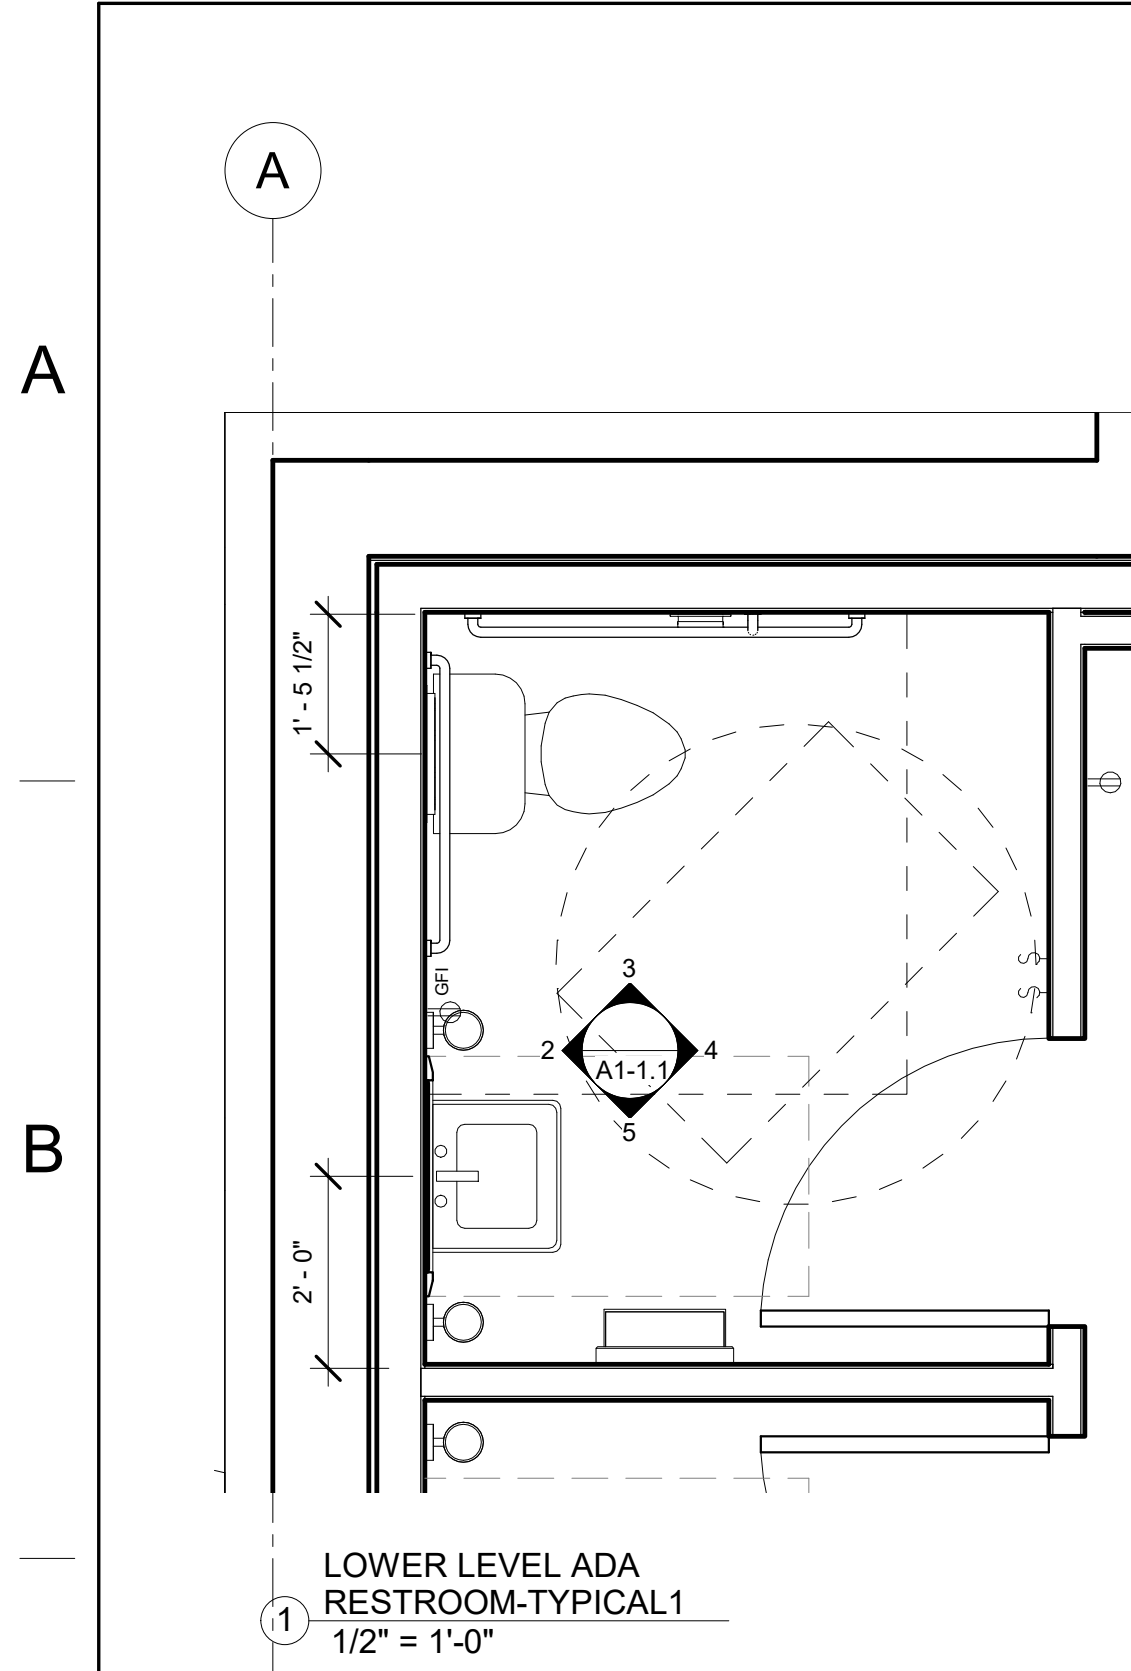 A
A
1' - 5 1/2"
GFI
3
2
4
A1-1.1
5
S
S
B
2' - 0"
LOWER LEVEL ADA
RESTROOM-TYPICAL1
1
1/2" = 1'-0"